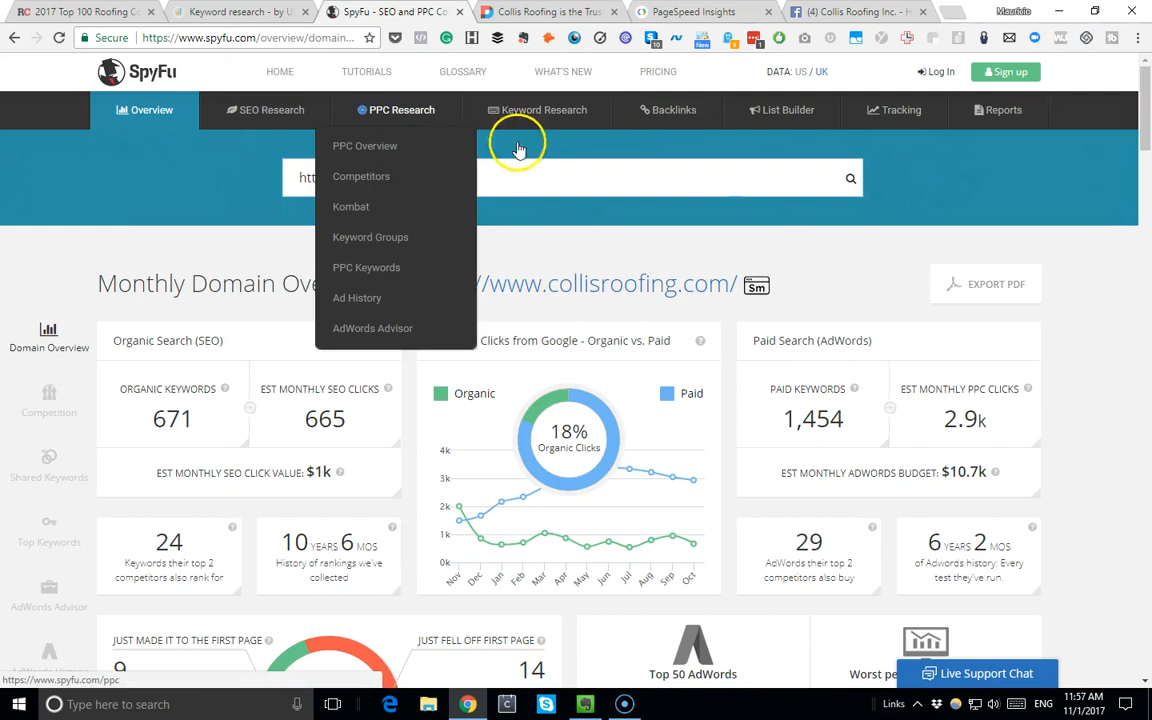 2017 Top 100 Roofing Co
Keyword research - by U
SpyFu - SEO and PPC Co
Collis Roofing is the Trus
PageSpeed Insights
(4) Collis Roofing Inc. - H
Mauricio
Secure
https://www.spyfu.com/overview/domain...
SpyFu
HOME
TUTORIALS
GLOSSARY
WHAT'S NEW
PRICING
DATA: US / UK
Log In
Sign up
Overview
SEO Research
PPC Research
Keyword Research
Backlinks
List Builder
Tracking
Reports
PPC Overview
Competitors
Kombat
Keyword Groups
PPC Keywords
Ad History
AdWords Advisor
htt
Monthly Domain Ove
//www.collisroofing.com/
Sm
EXPORT PDF
Domain Overview
Competition
Shared Keywords
Top Keywords
AdWords Advisor
Organic Search (SEO)
ORGANIC KEYWORDS
671
EST MONTHLY SEO CLICKS
665
EST MONTHLY SEO CLICK VALUE: $1k
24
Keywords their top 2
competitors also rank for
10 YEARS 6 MOS
History of rankings we've
collected
Clicks from Google - Organic vs. Paid
Organic
Paid
18%
Organic Clicks
4k
3k
2k
1k
0k
Nov Dec Jan Feb Mar Apr May Jun Jul Aug Sep Oct
Paid Search (AdWords)
PAID KEYWORDS
1,454
EST MONTHLY PPC CLICKS
2.9k
EST MONTHLY ADWORDS BUDGET: $10.7k
29
AdWords their top 2
competitors also buy
6 YEARS 2 MOS
of Adwords history: Every
test they've run.
JUST MADE IT TO THE FIRST PAGE
9
JUST FELL OFF FIRST PAGE
14
Top 50 AdWords
Worst pe
Live Support Chat
https://www.spyfu.com/ppc
Type here to search
Links
ENG
11:57 AM
11/1/2017